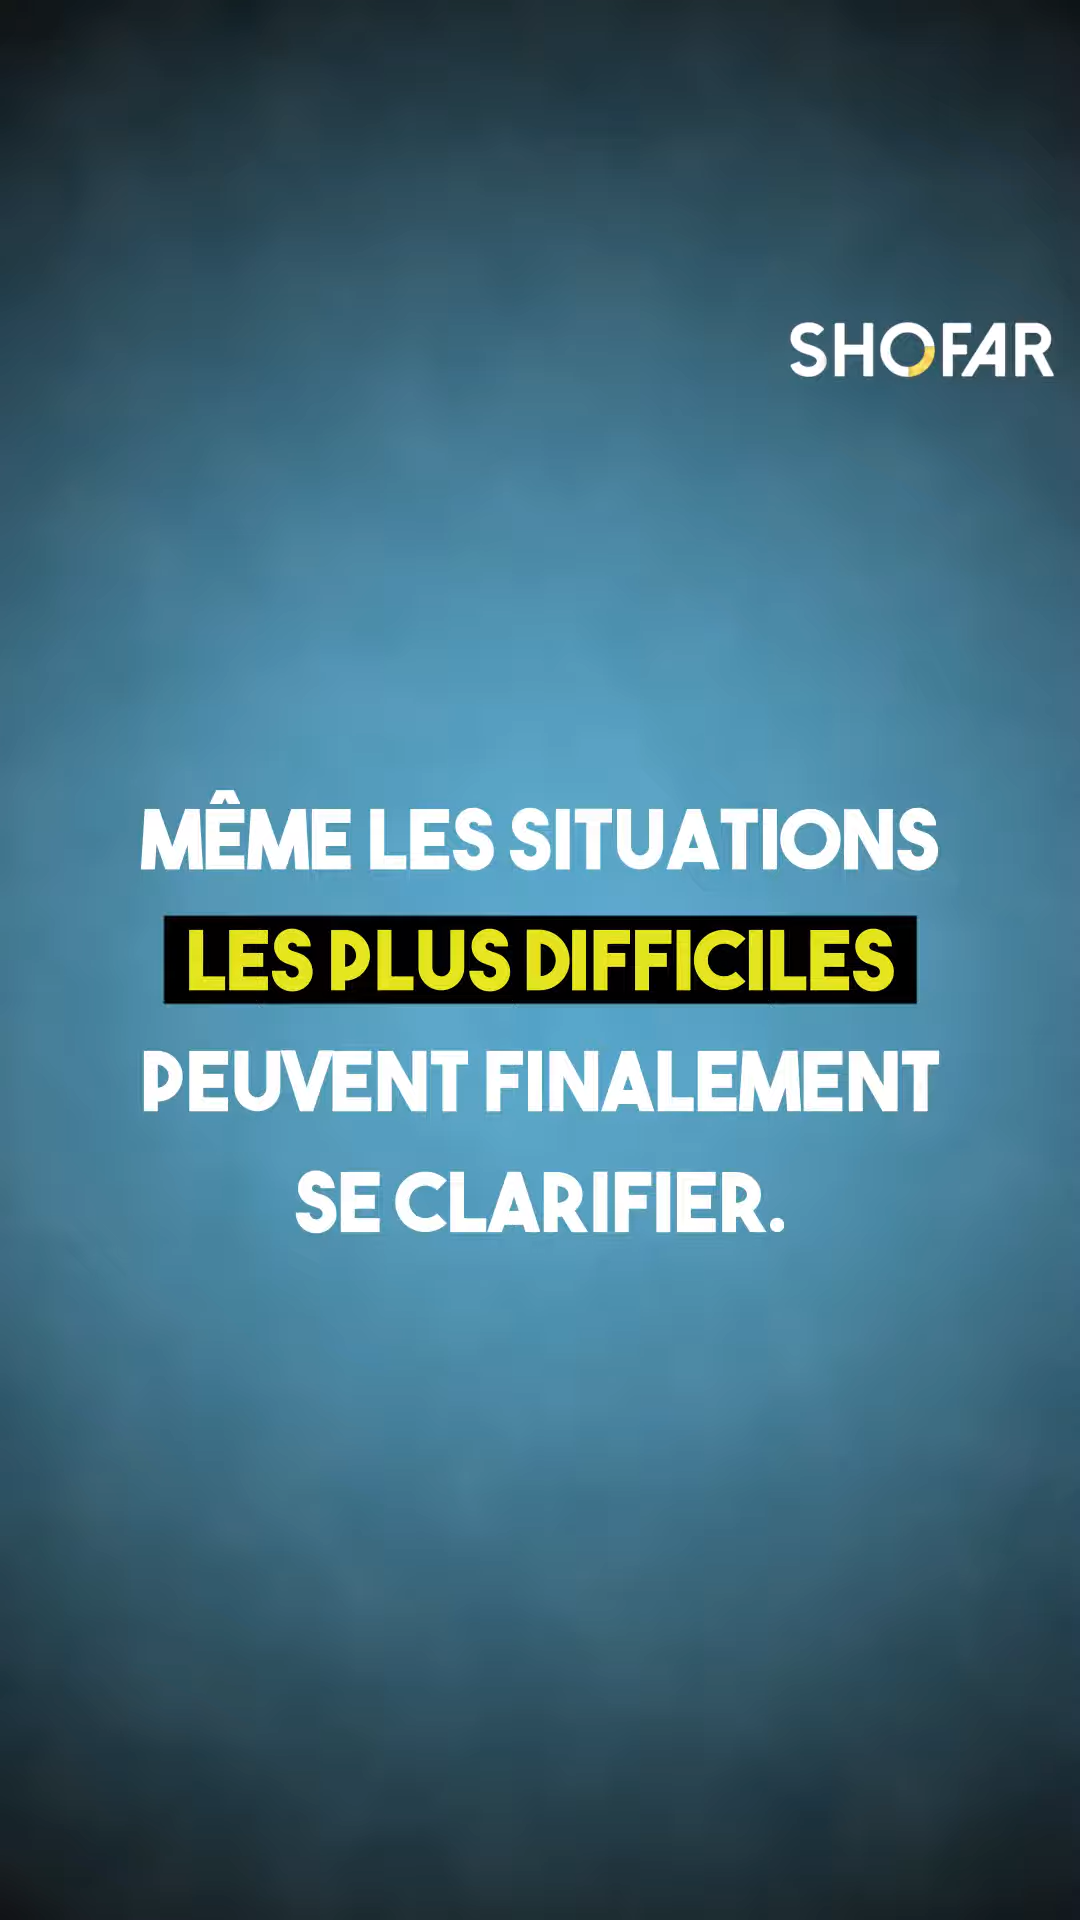 SHOFAR
MÊME LES SITUATIONS
LES PLUS DIFFICILES
PEUVENT FINALEMENT
SE CLARIFIER.